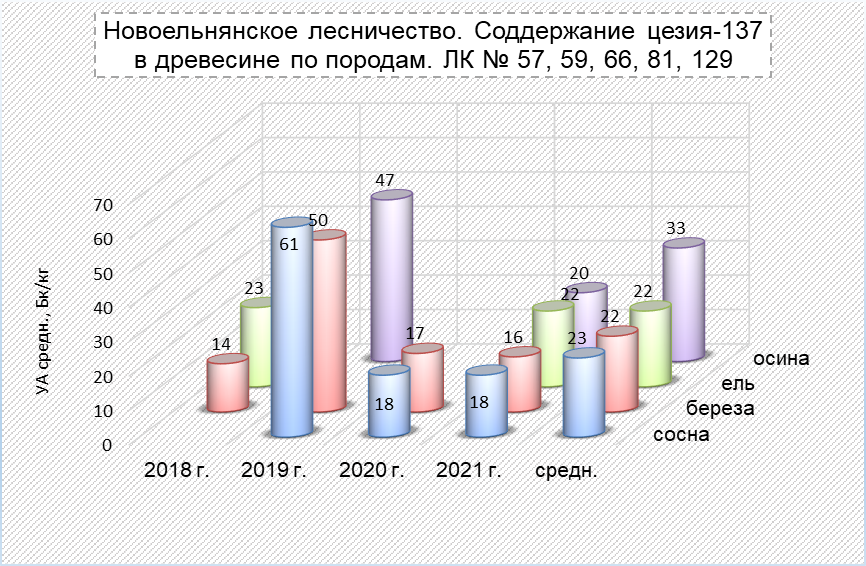 Новоельнянское лесничество. Соддержание цезия-137
в древесине по породам. ЛК № 57, 59, 66, 81, 129
УА средн., Бк/кг
70
60
50
40
30
20
10
0
47
50
61
33
23
20
22
22
17
16
22
23
14
18
18
осина
ель
береза
сосна
2018 г. 2019 г. 2020 г. 2021 г. средн.